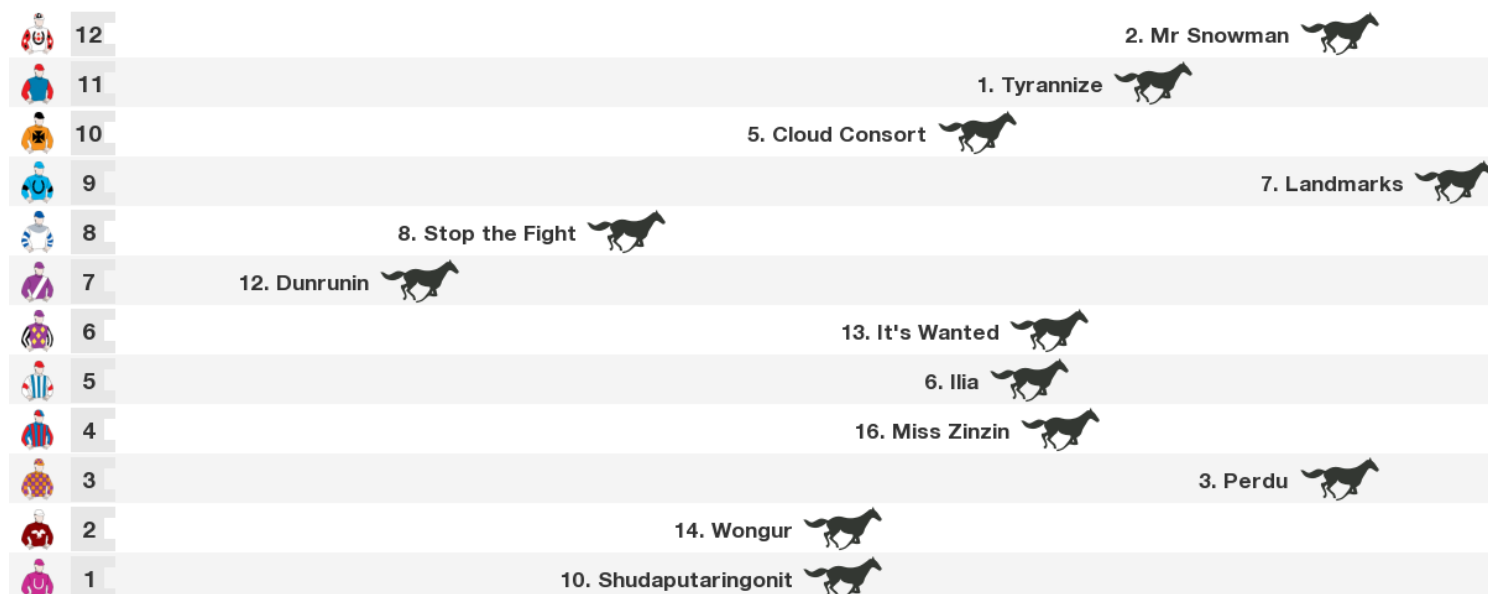 12 2. Mr Snowman
11 1. Tyrannize
10 5. Cloud Consort
9 7. Landmarks
8 8. Stop the Fight
7 12. Dunrunin
6 13. It's Wanted
5 6. Ilia
4 16. Miss Zinzin
3 3. Perdu
2 14. Wongur
1 10. Shudaputaringonit